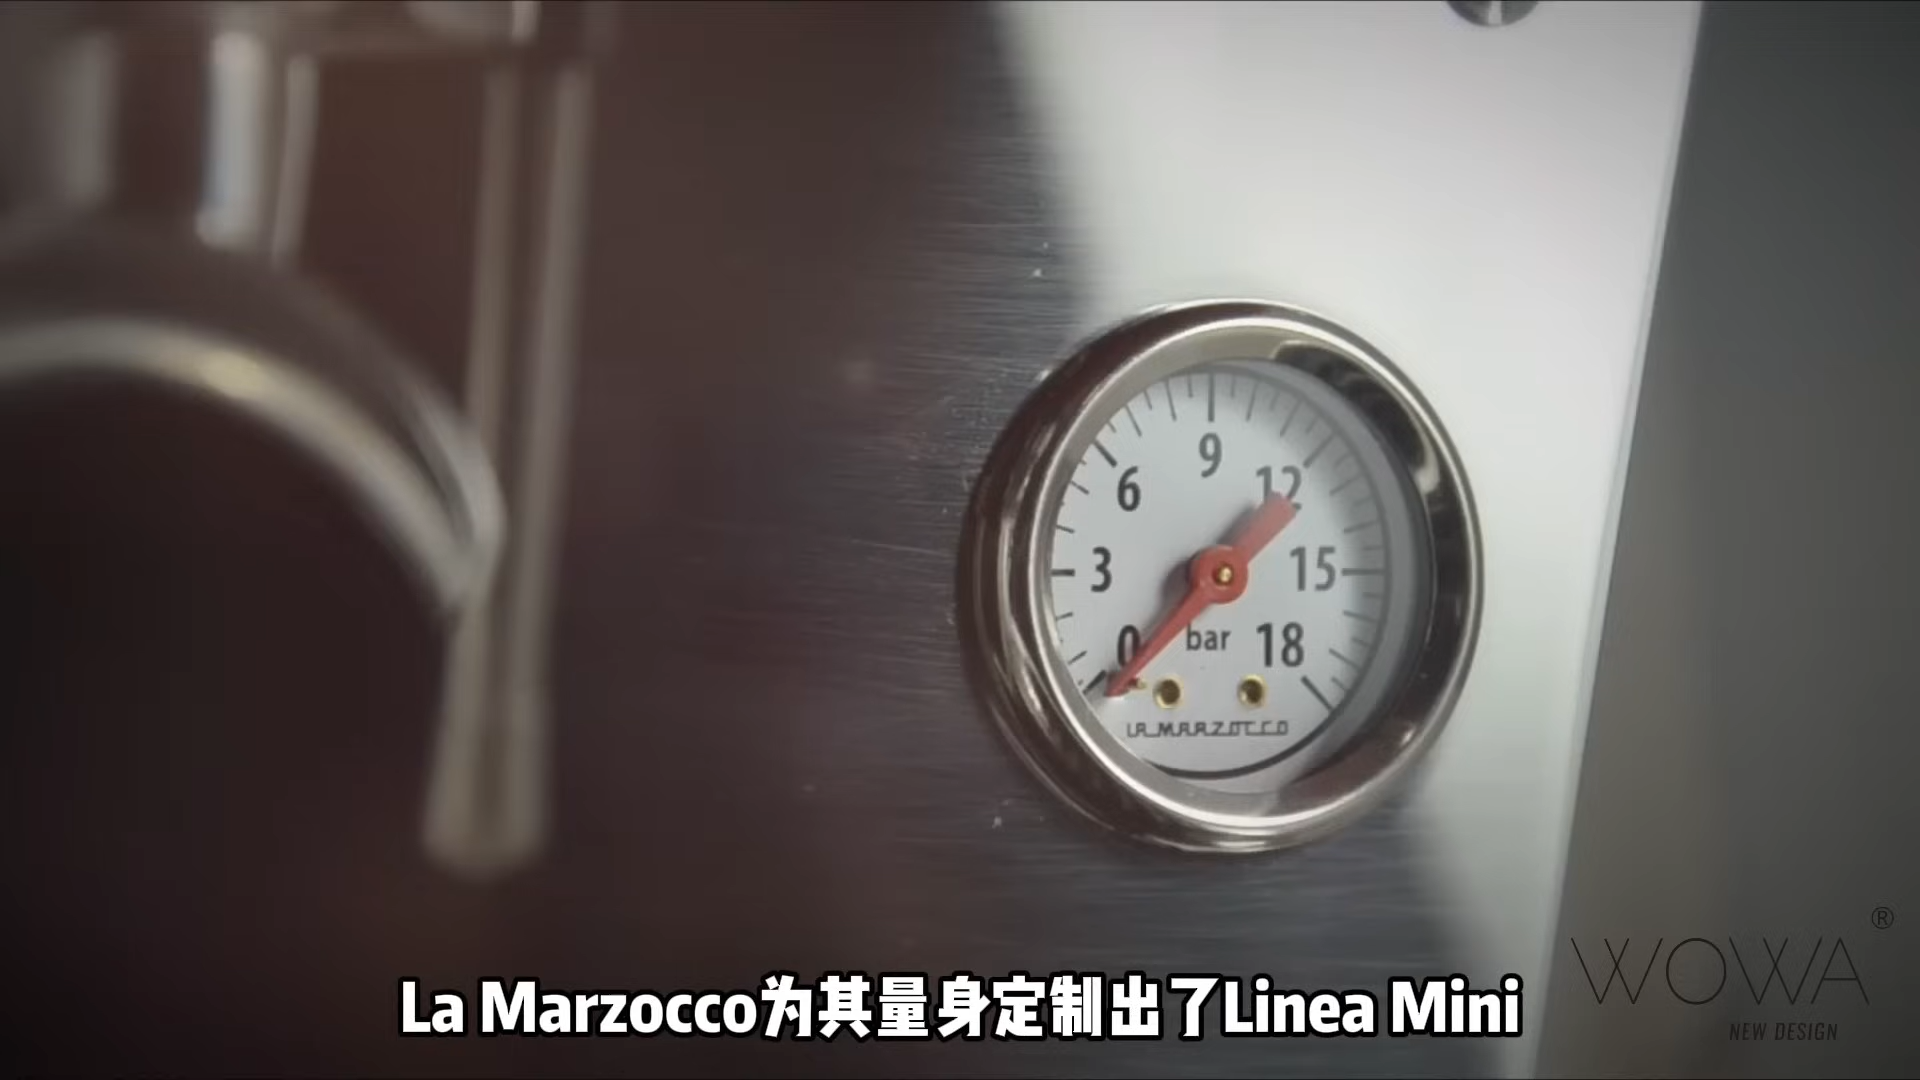 9
6
12
3
15
0
bar
18
LA MARZOCCO
WOWA®
NEW DESIGN
La Marzocco为其量身定制出了Linea Mini